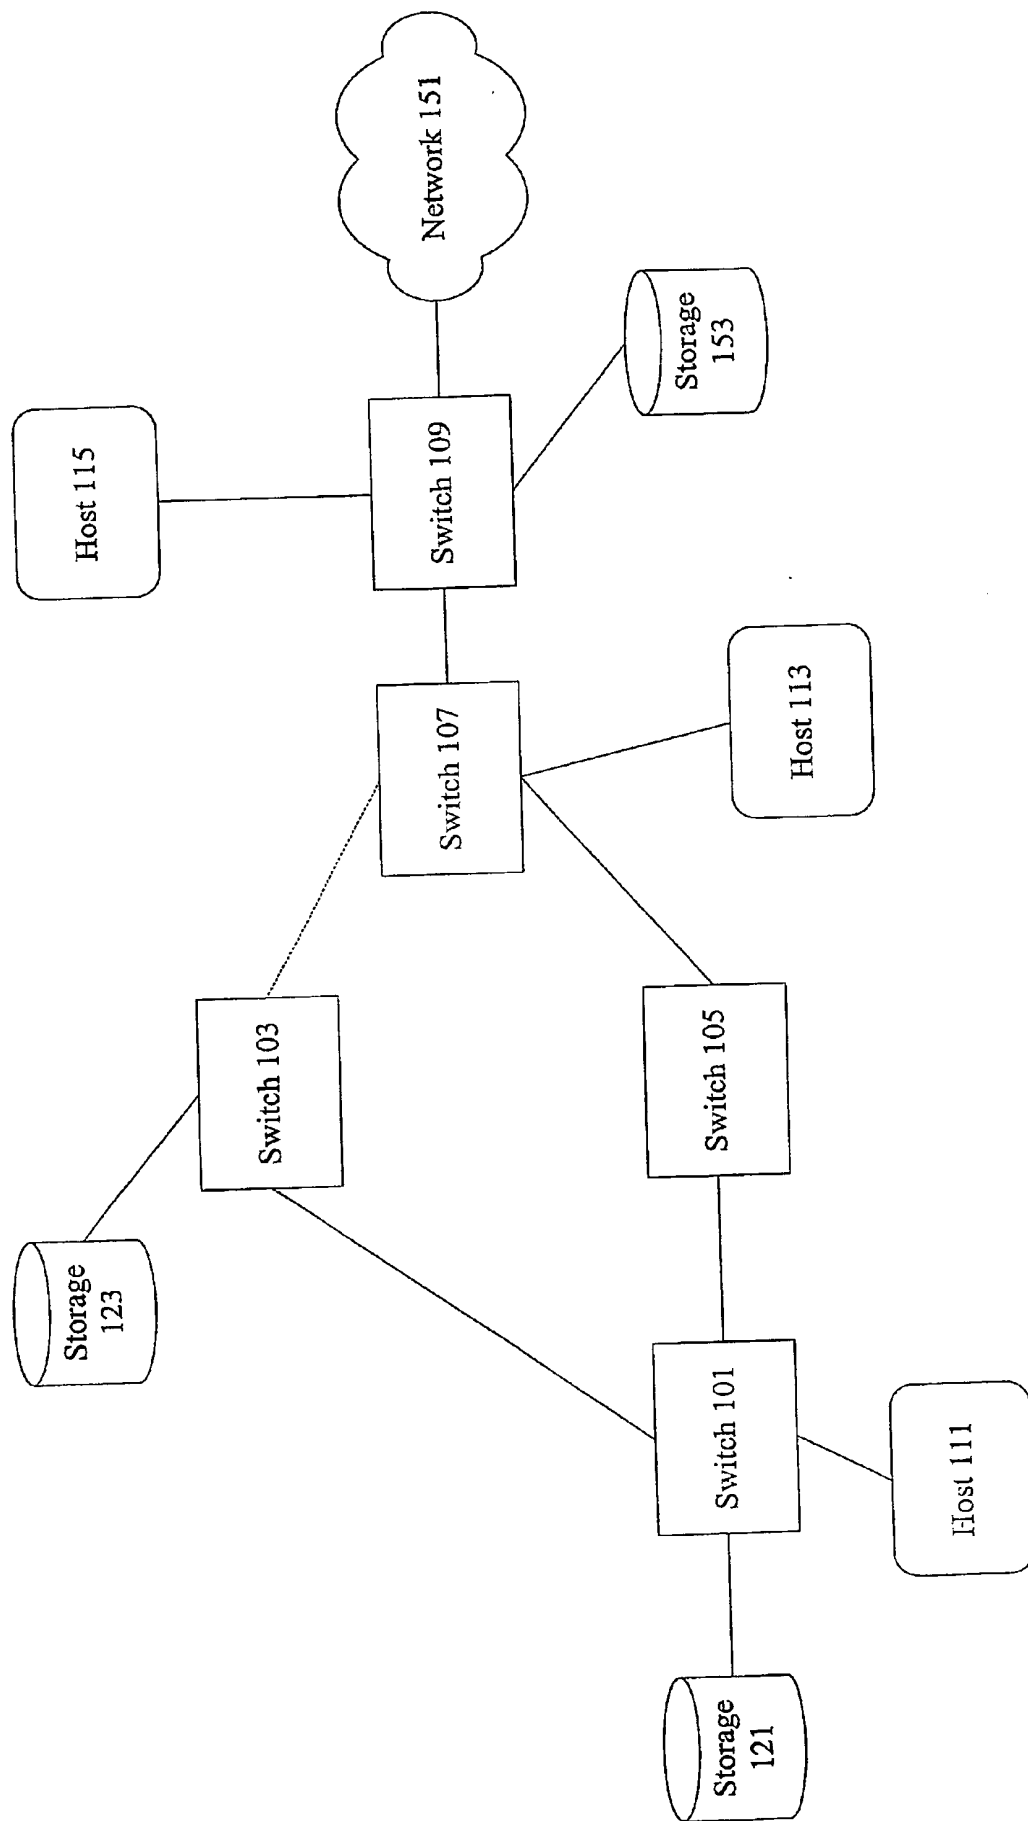 Storage
123
Host 115
Switch 103
Switch 107
Switch 109
Network 151
Storage
121
Switch 101
Switch 105
Storage
153
Host 111
Host 113